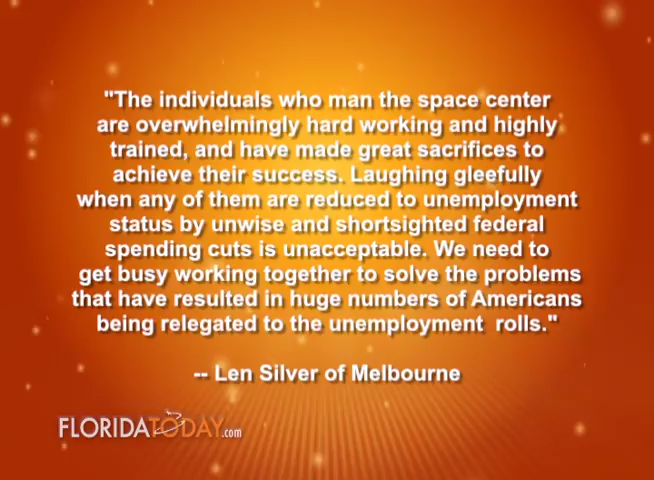 "The individuals who man the space center
are overwhelmingly hard working and highly
trained, and have made great sacrifices to
achieve their success. Laughing gleefully
when any of them are reduced to unemployment
status by unwise and shortsighted federal
spending cuts is unacceptable. We need to
get busy working together to solve the problems
that have resulted in huge numbers of Americans
being relegated to the unemployment rolls."
-- Len Silver of Melbourne
FLORIDATODAY.com